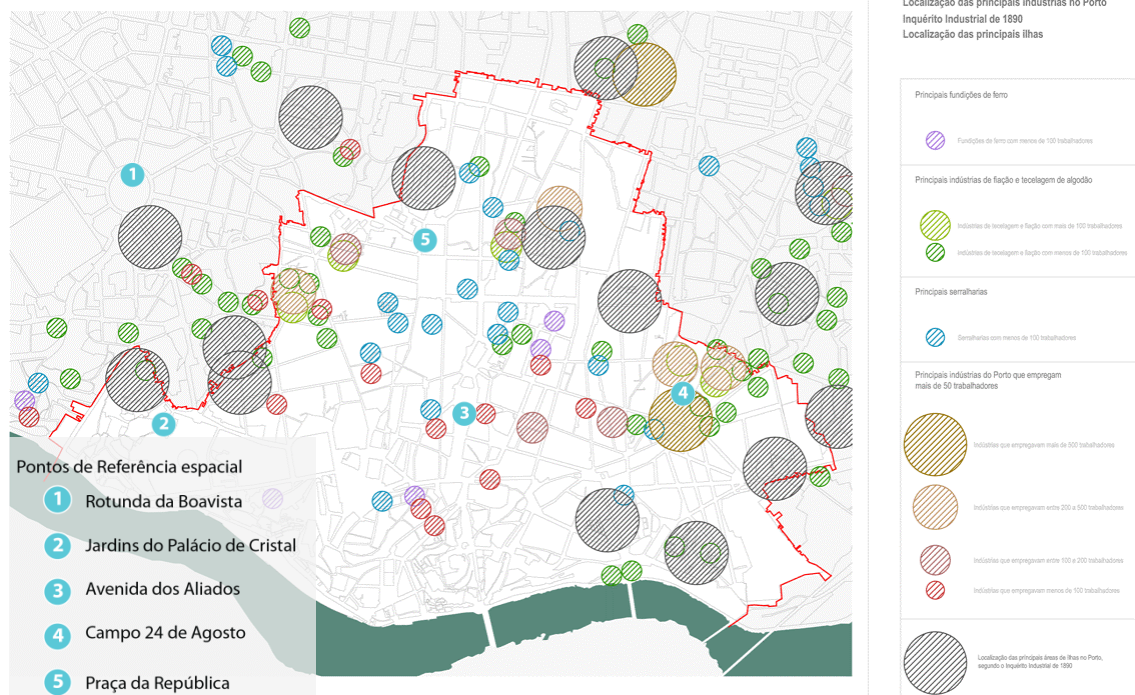 Localização das principais indústrias no Porto
Inquérito Industrial de 1890
Localização das principais ilhas
Principais fundições de ferro
Fundições de ferro com menos de 100 trabalhadores
Principais indústrias de fiação e tecelagem de algodão
Indústrias de tecelagem e fiação com mais de 100 trabalhadores
Indústrias de tecelagem e fiação com menos de 100 trabalhadores
Principais serralharias
Serralharias com menos de 100 trabalhadores
Principais indústrias do Porto que empregam
mais de 50 trabalhadores
Indústrias que empregavam mais de 500 trabalhadores
Indústrias que empregavam entre 200 a 500 trabalhadores
Indústrias que empregavam entre 100 a 200 trabalhadores
Indústrias que empregavam menos de 100 trabalhadores
Localização das principais áreas de Ilhas no Porto,
segundo o Inquérito Industrial de 1890
1
5
4
3
2
Pontos de Referência espacial
1 Rotunda da Boavista
2 Jardins do Palácio de Cristal
3 Avenida dos Aliados
4 Campo 24 de Agosto
5 Praça da República